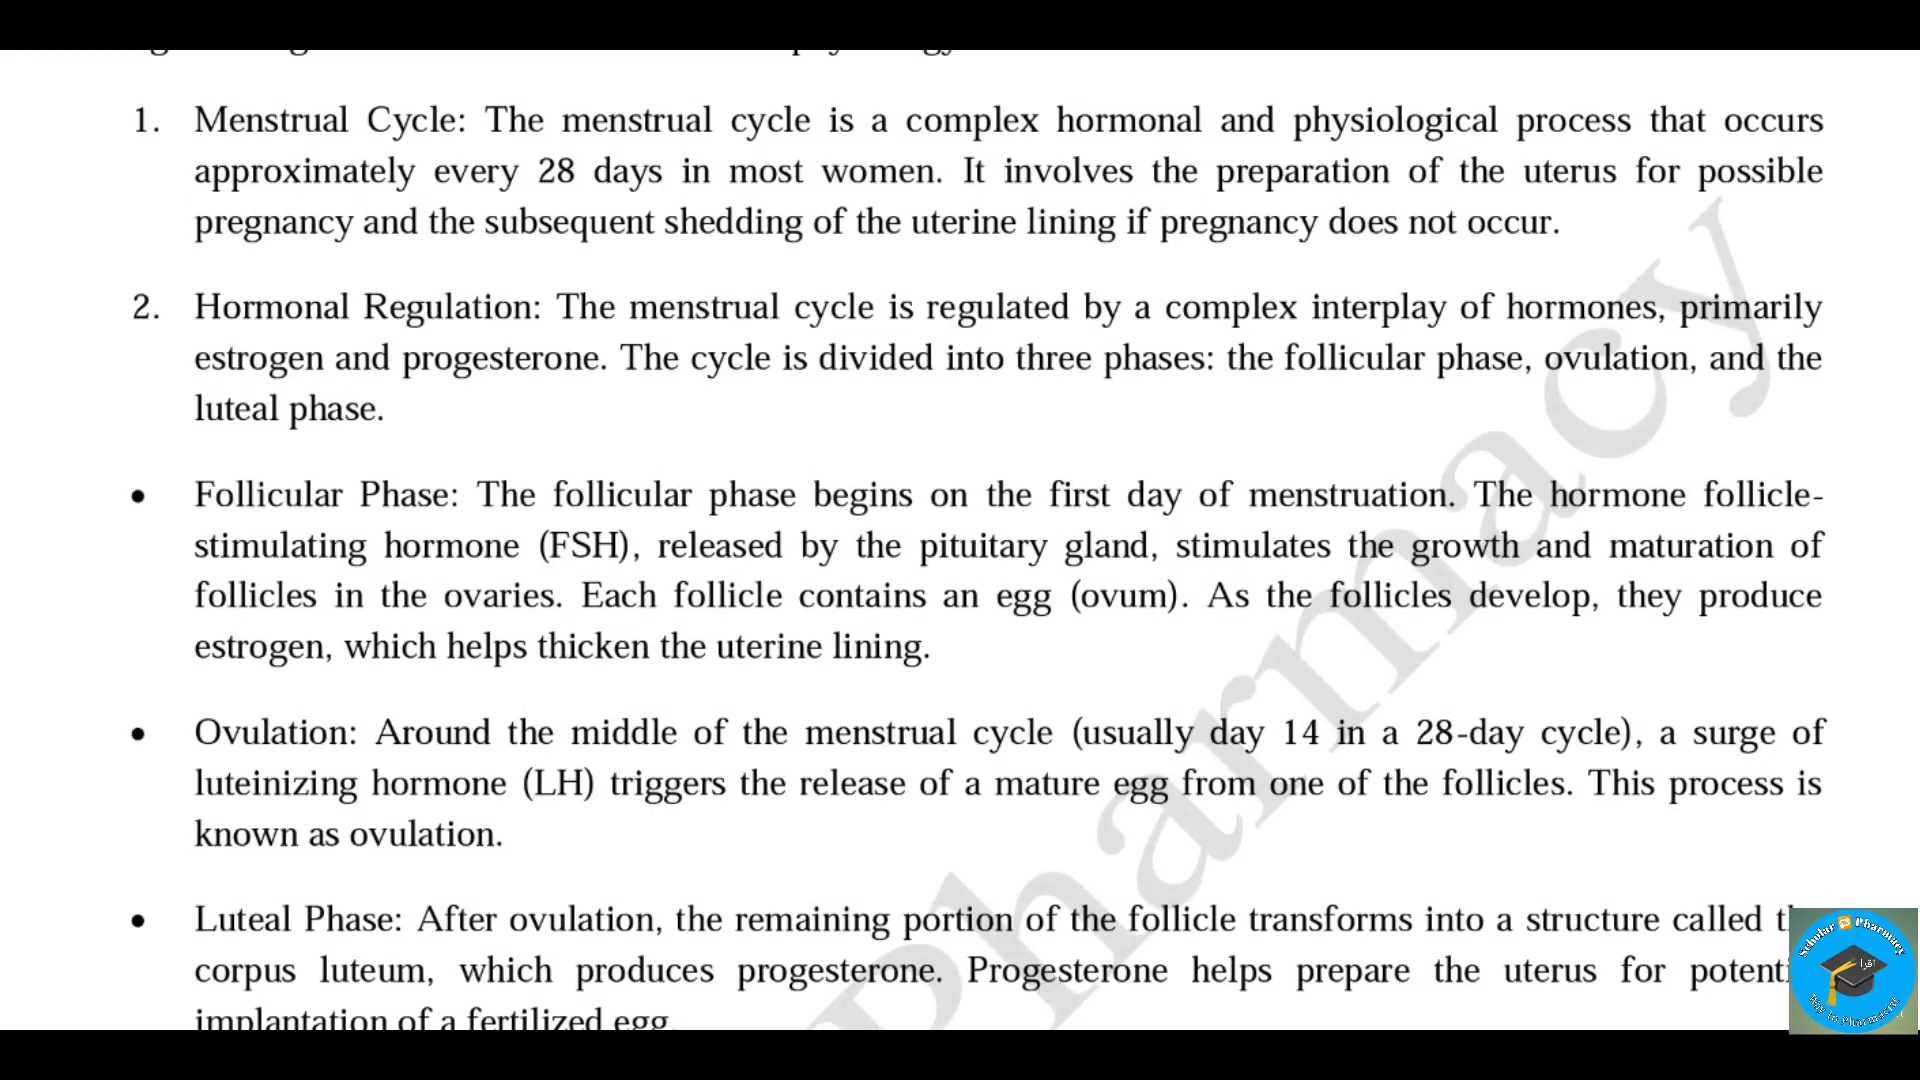 1. Menstrual Cycle: The menstrual cycle is a complex hormonal and physiological process that occurs
approximately every 28 days in most women. It involves the preparation of the uterus for possible
pregnancy and the subsequent shedding of the uterine lining if pregnancy does not occur.
2. Hormonal Regulation: The menstrual cycle is regulated by a complex interplay of hormones, primarily
estrogen and progesterone. The cycle is divided into three phases: the follicular phase, ovulation, and the
luteal phase.
• Follicular Phase: The follicular phase begins on the first day of menstruation. The hormone follicle-
stimulating hormone (FSH), released by the pituitary gland, stimulates the growth and maturation of
follicles in the ovaries. Each follicle contains an egg (ovum). As the follicles develop, they produce
estrogen, which helps thicken the uterine lining.
• Ovulation: Around the middle of the menstrual cycle (usually day 14 in a 28-day cycle), a surge of
luteinizing hormone (LH) triggers the release of a mature egg from one of the follicles. This process is
known as ovulation.
• Luteal Phase: After ovulation, the remaining portion of the follicle transforms into a structure called
corpus luteum, which produces progesterone. Progesterone helps prepare the uterus for
implantation of a fertilized egg.
Pharmacy
Scholar Pharmacy
اقرا
Way to Pharmacist